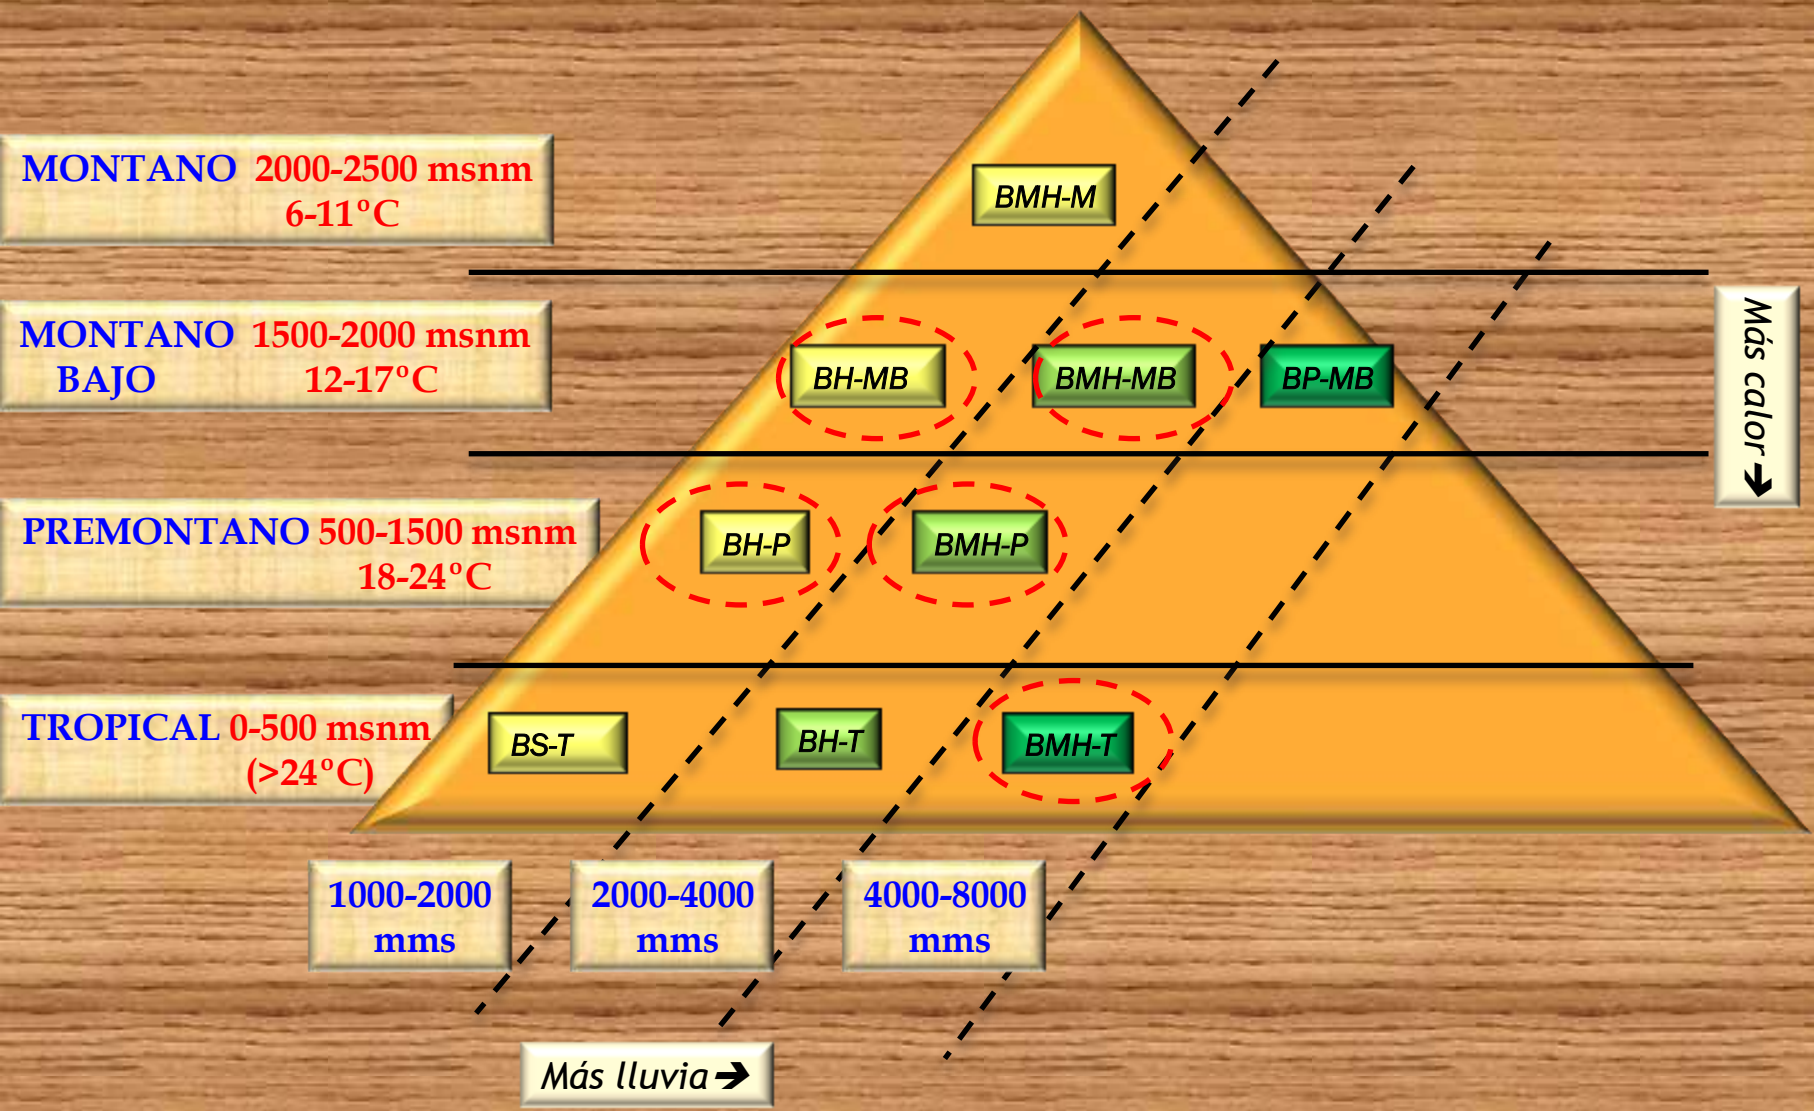 MONTANO 2000-2500 msnm
6-11°C
BMH-M
MONTANO 1500-2000 msnm
BAJO 12-17°C
BH-MB
BMH-MB
BP-MB
Más calor➔
PREMONTANO 500-1500 msnm
18-24°C
BH-P
BMH-P
TROPICAL 0-500 msnm
(>24°C)
BS-T
BH-T
BMH-T
1000-2000
mms
2000-4000
mms
4000-8000
mms
Más lluvia➔